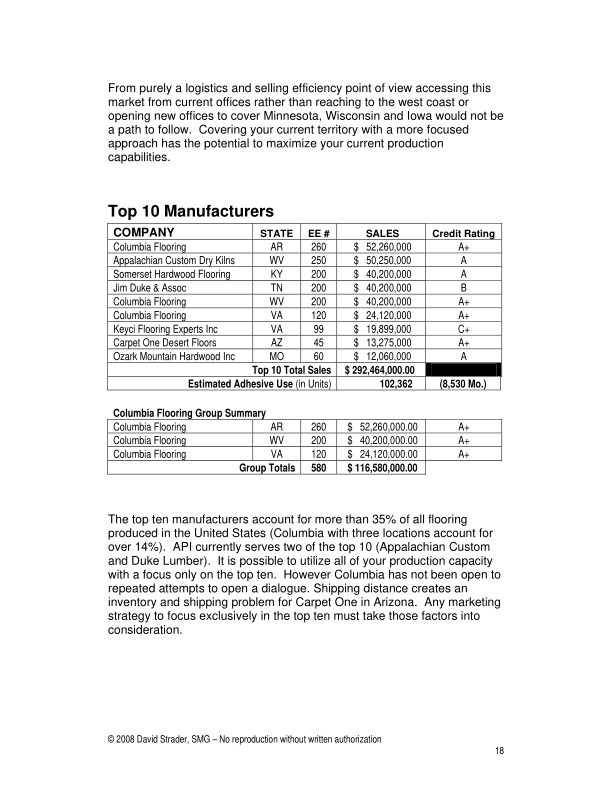 From purely a logistics and selling efficiency point of view accessing this
market from current offices rather than reaching to the west coast or
opening new offices to cover Minnesota, Wisconsin and Iowa would not be
a path to follow.  Covering your current territory with a more focused
approach has the potential to maximize your current production
capabilities.
Top 10 Manufacturers
COMPANY STATE EE # SALES Credit Rating
Columbia Flooring AR 260 $ 52,260,000 A+
Appalachian Custom Dry Kilns WV 250 $ 50,250,000 A
Somerset Hardwood Flooring KY 200 $ 40,200,000 A
Jim Duke & Assoc TN 200 $ 40,200,000 B
Columbia Flooring WV 200 $ 40,200,000 A+
Columbia Flooring VA 120 $ 24,120,000 A+
Keyci Flooring Experts Inc VA 99 $ 19,899,000 C+
Carpet One Desert Floors AZ 45 $ 13,275,000 A+
Ozark Mountain Hardwood Inc MO 60 $ 12,060,000 A
Top 10 Total Sales $ 292,464,000.00
Estimated Adhesive Use (in Units) 102,362 (8,530 Mo.)
Columbia Flooring Group Summary
Columbia Flooring AR 260 $ 52,260,000.00 A+
Columbia Flooring WV 200 $ 40,200,000.00 A+
Columbia Flooring VA 120 $ 24,120,000.00 A+
Group Totals 580 $ 116,580,000.00
The top ten manufacturers account for more than 35% of all flooring
produced in the United States (Columbia with three locations account for
over 14%).  API currently serves two of the top 10 (Appalachian Custom
and Duke Lumber).  It is possible to utilize all of your production capacity
with a focus only on the top ten.  However Columbia has not been open to
repeated attempts to open a dialogue. Shipping distance creates an
inventory and shipping problem for Carpet One in Arizona.  Any marketing
strategy to focus exclusively in the top ten must take those factors into
consideration.
© 2008 David Strader, SMG – No reproduction without written authorization
18